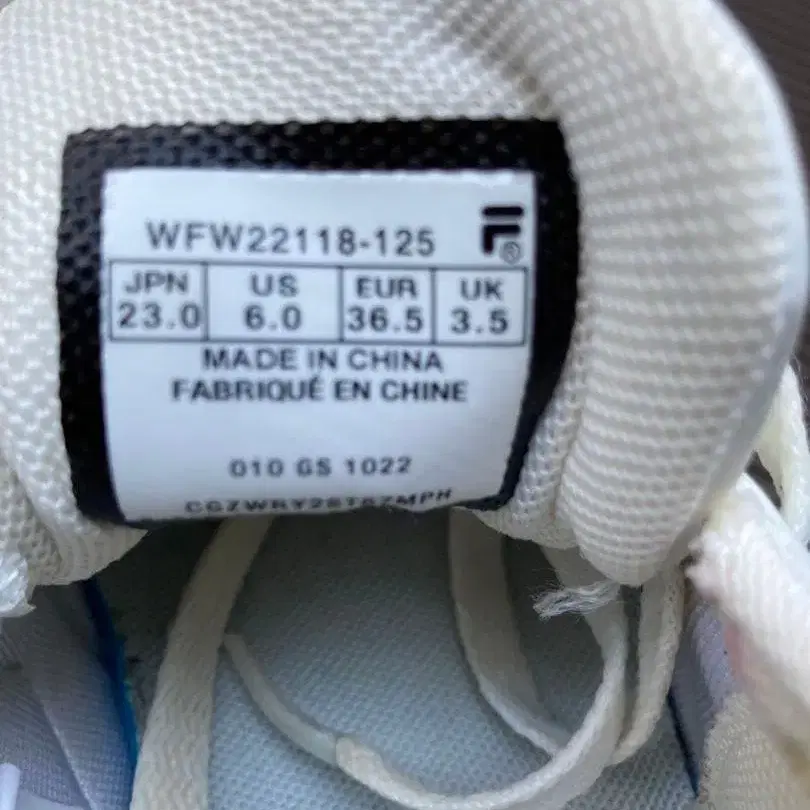 WFW22118-125
JPN US EUR UK
23.0 6.0 36.5 3.5
MADE IN CHINA
FABRIQUÉ EN CHINE
010 GS 1022